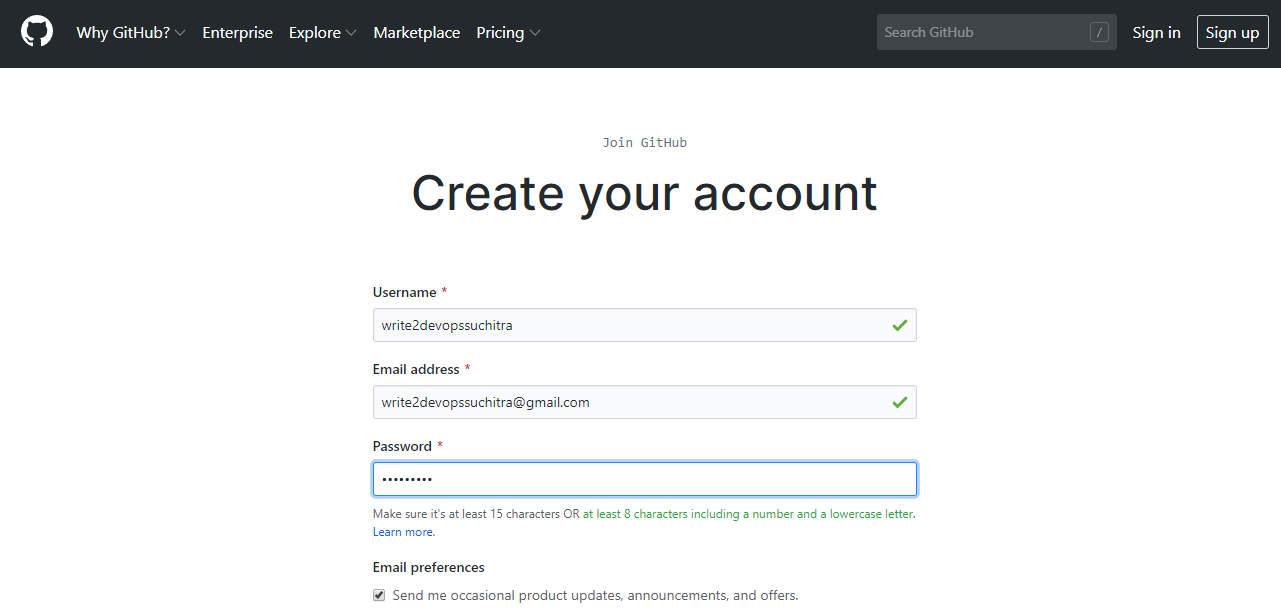 Why GitHub? Enterprise Explore Marketplace Pricing Search GitHub / Sign in Sign up
Join GitHub
Create your account
Username *
write2devopssuchitra
Email address *
write2devopssuchitra@gmail.com
Password *
•••••••••
Make sure it's at least 15 characters OR at least 8 characters including a number and a lowercase letter.
Learn more.
Email preferences
Send me occasional product updates, announcements, and offers.